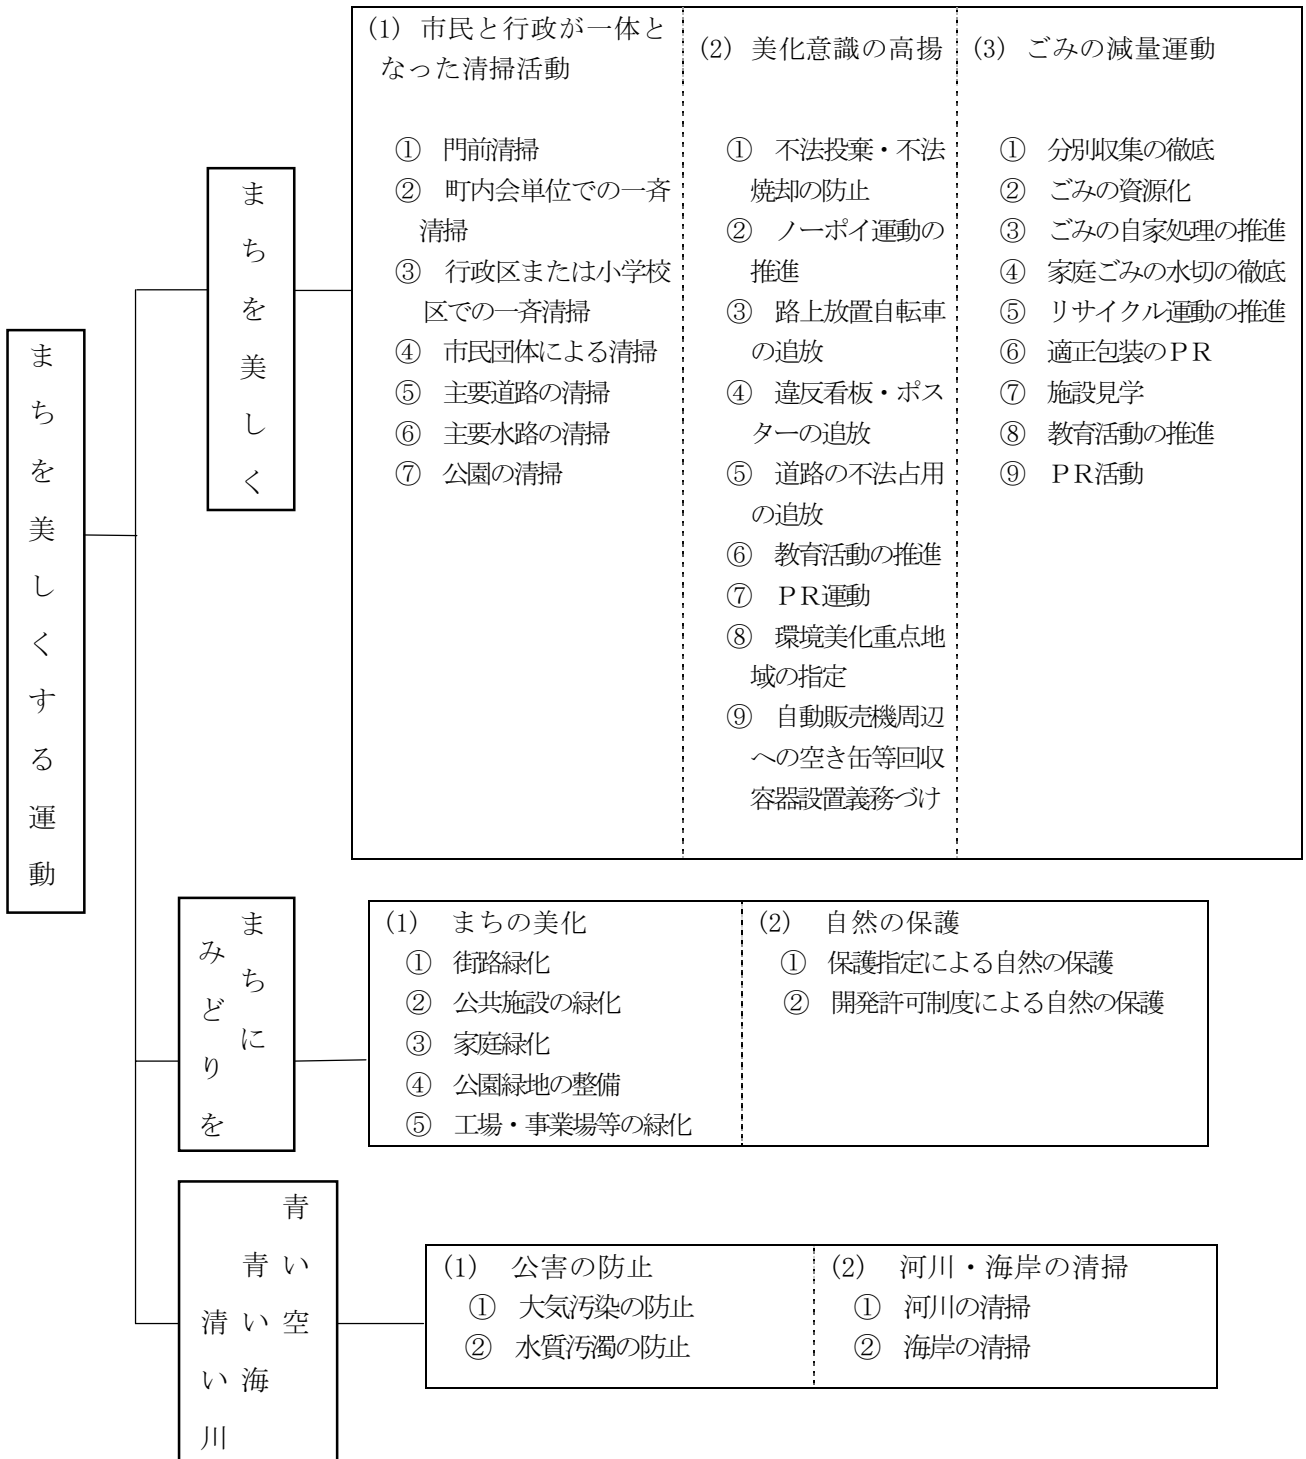 まちを美しくする運動
まちを美しく
(1) 市民と行政が一体と
なった清掃活動
① 門前清掃
② 町内会単位での一斉
清掃
③ 行政区または小学校
区での一斉清掃
④ 市民団体による清掃
⑤ 主要道路の清掃
⑥ 主要水路の清掃
⑦ 公園の清掃
(2) 美化意識の高揚
① 不法投棄・不法
焼却の防止
② ノーポイ運動の
推進
③ 路上放置自転車
の追放
④ 違反看板・ポス
ターの追放
⑤ 道路の不法占用
の追放
⑥ 教育活動の推進
⑦ ＰＲ運動
⑧ 環境美化重点地
域の指定
⑨ 自動販売機周辺
への空き缶等回収
容器設置義務づけ
(3) ごみの減量運動
① 分別収集の徹底
② ごみの資源化
③ ごみの自家処理の推進
④ 家庭ごみの水切の徹底
⑤ リサイクル運動の推進
⑥ 適正包装のＰＲ
⑦ 施設見学
⑧ 教育活動の推進
⑨ ＰＲ活動
まちに
みどりを
(1) まちの美化
① 街路緑化
② 公共施設の緑化
③ 家庭緑化
④ 公園緑地の整備
⑤ 工場・事業場等の緑化
(2) 自然の保護
① 保護指定による自然の保護
② 開発許可制度による自然の保護
青い空
青い海
清い川
(1) 公害の防止
① 大気汚染の防止
② 水質汚濁の防止
(2) 河川・海岸の清掃
① 河川の清掃
② 海岸の清掃